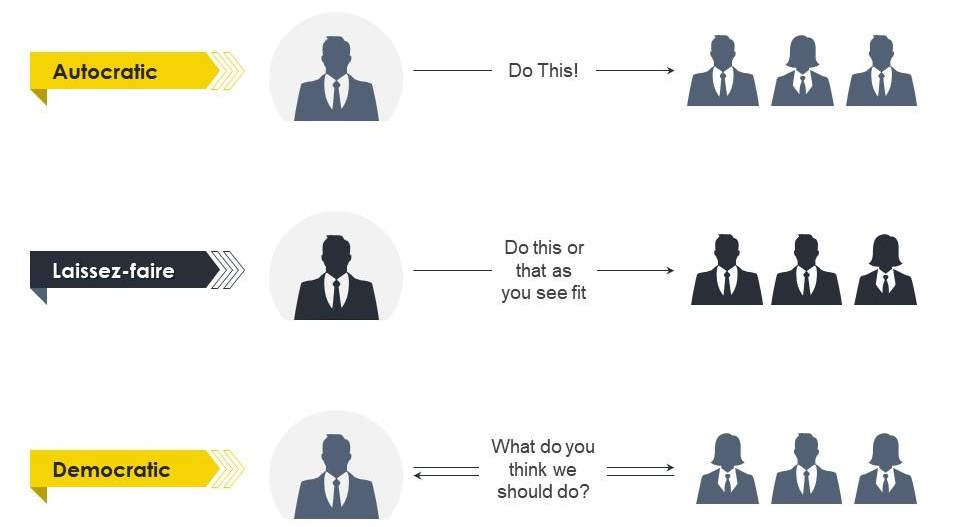 Autocratic
Do This!
Laissez-faire
Do this or
that as
you see fit
Democratic
What do you
think we
should do?